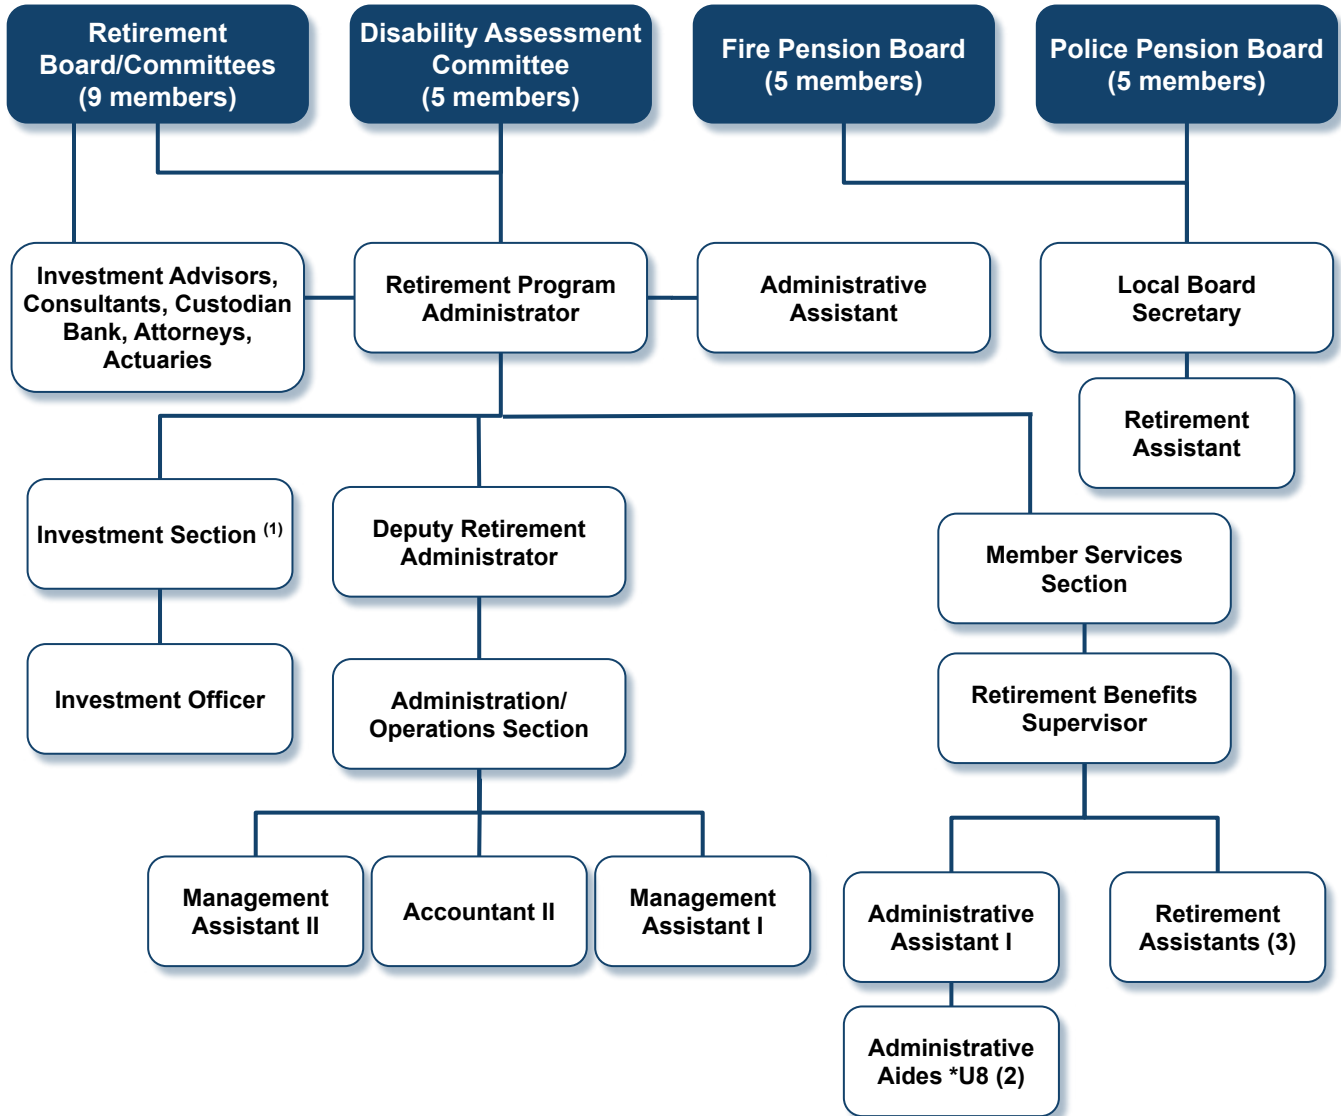 Retirement
Board/Committees
(9 members)
Disability Assessment
Committee
(5 members)
Fire Pension Board
(5 members)
Police Pension Board
(5 members)
Investment Advisors,
Consultants, Custodian
Bank, Attorneys,
Actuaries
Retirement Program
Administrator
Administrative
Assistant
Local Board
Secretary
Retirement
Assistant
Investment Section (1)
Deputy Retirement
Administrator
Member Services
Section
Investment Officer
Administration/
Operations Section
Retirement Benefits
Supervisor
Management
Assistant II
Accountant II
Management
Assistant I
Administrative
Assistant I
Retirement
Assistants (3)
Administrative
Aides *U8 (2)